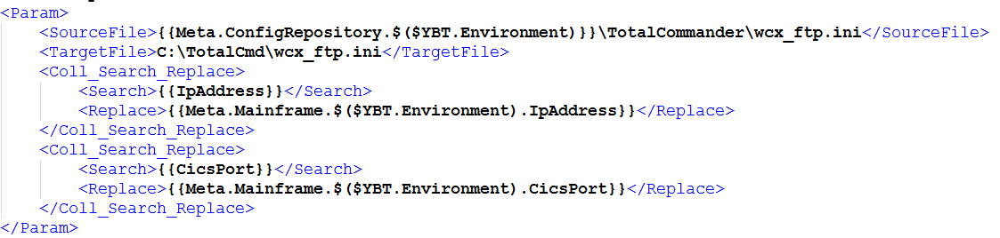 <Param>
<SourceFile>{{Meta.ConfigRepository.$($YBT.Environment)}}\TotalCommander\wcx_ftp.ini</SourceFile>
<TargetFile>C:\TotalCmd\wcx_ftp.ini</TargetFile>
<Coll_Search_Replace>
<Search>{{IpAddress}}</Search>
<Replace>{{Meta.Mainframe.$($YBT.Environment).IpAddress}}</Replace>
</Coll_Search_Replace>
<Coll_Search_Replace>
<Search>{{CicsPort}}</Search>
<Replace>{{Meta.Mainframe.$($YBT.Environment).CicsPort}}</Replace>
</Coll_Search_Replace>
</Param>